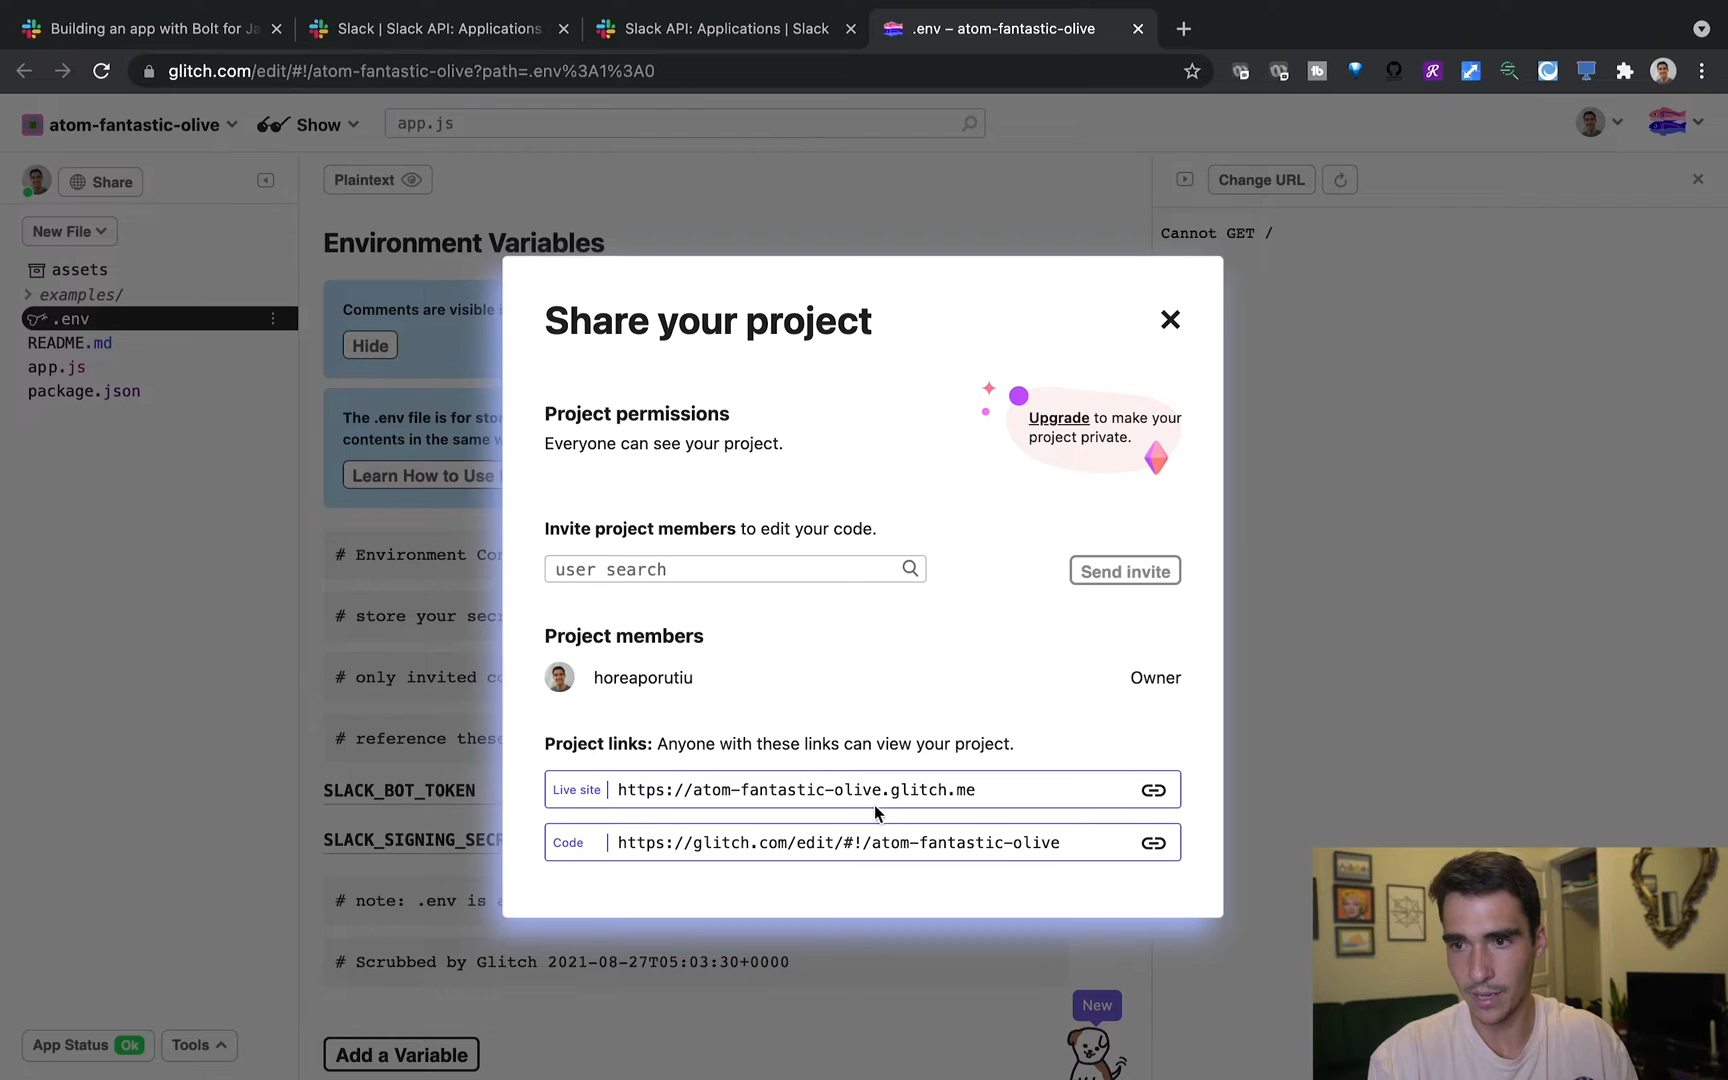 Building an app with Bolt for Ja
Slack | Slack API: Applications
Slack API: Applications | Slack
.env – atom-fantastic-olive
glitch.com/edit/#!/atom-fantastic-olive?path=.env%3A1%3A0
atom-fantastic-olive
Show
app.js
Share
Plaintext
Change URL
New File
Environment Variables
Cannot GET /
assets
examples/
.env
README.md
app.js
package.json
Comments are visible i
Hide
The .env file is for sto
contents in the same w
Learn How to Use
# Environment Co
# store your sec
# only invited c
# reference these
SLACK_BOT_TOKEN
SLACK_SIGNING_SEC
# note: .env is
# Scrubbed by Glitch 2021-08-27T05:03:30+0000
Add a Variable
Share your project
Project permissions
Everyone can see your project.
Upgrade to make your
project private.
Invite project members to edit your code.
user search
Send invite
Project members
horeaporutiu
Owner
Project links: Anyone with these links can view your project.
Live site
https://atom-fantastic-olive.glitch.me
Code
https://glitch.com/edit/#!/atom-fantastic-olive
New
App Status Ok
Tools